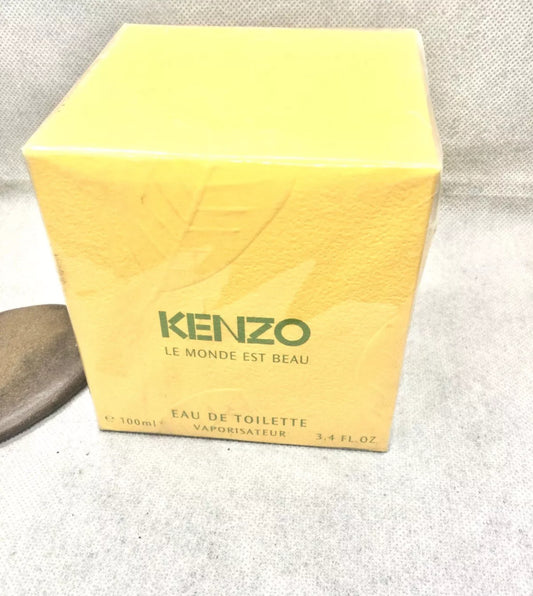 KENZO
LE MONDE EST BEAU
EAU DE TOILETTE
VAPORISATEUR
℮ 100ml
3.4 FL.OZ